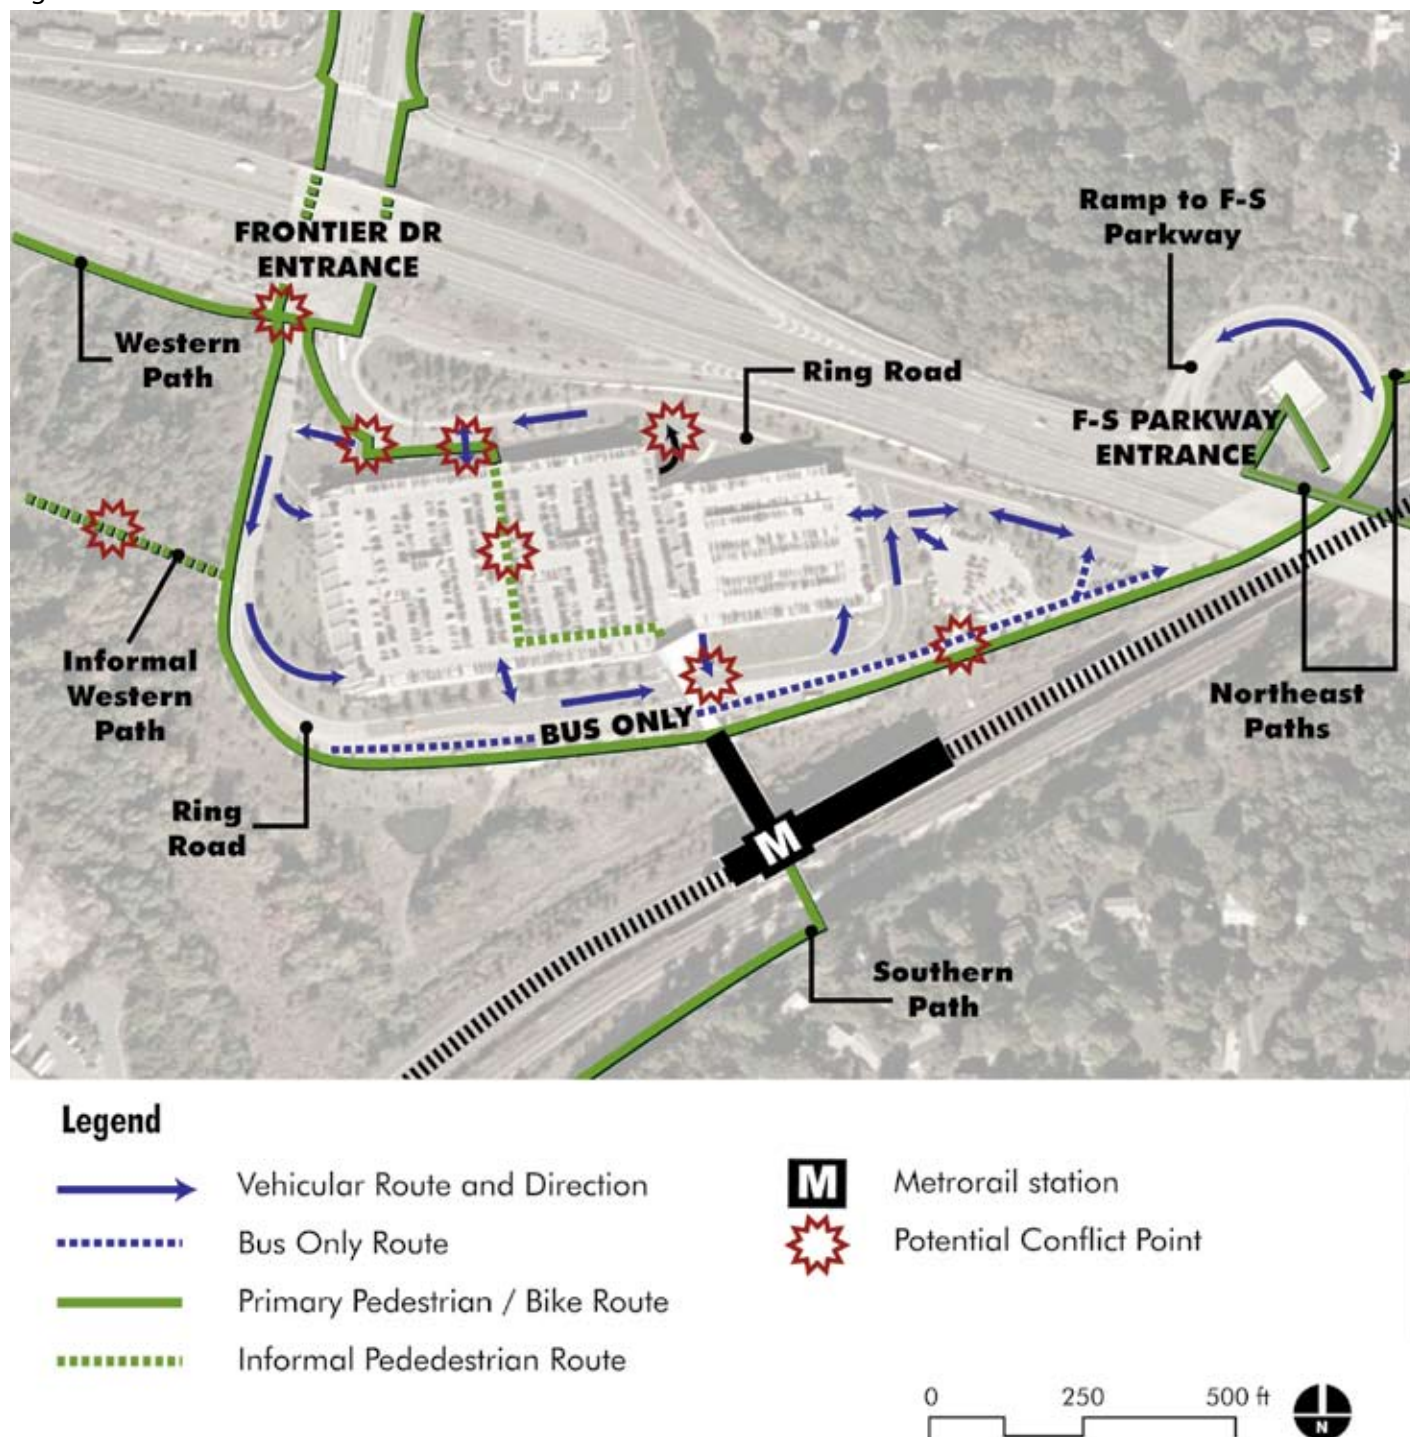 FRONTIER DR
ENTRANCE
Ramp to F-S
Parkway
Western
Path
Ring Road
F-S PARKWAY
ENTRANCE
Informal
Western
Path
BUS ONLY
Northeast
Paths
Ring
Road
M
Southern
Path
Legend
Vehicular Route and Direction
Bus Only Route
Primary Pedestrian / Bike Route
Informal Pededestrian Route
M Metrorail station
Potential Conflict Point
0 250 500 ft
N